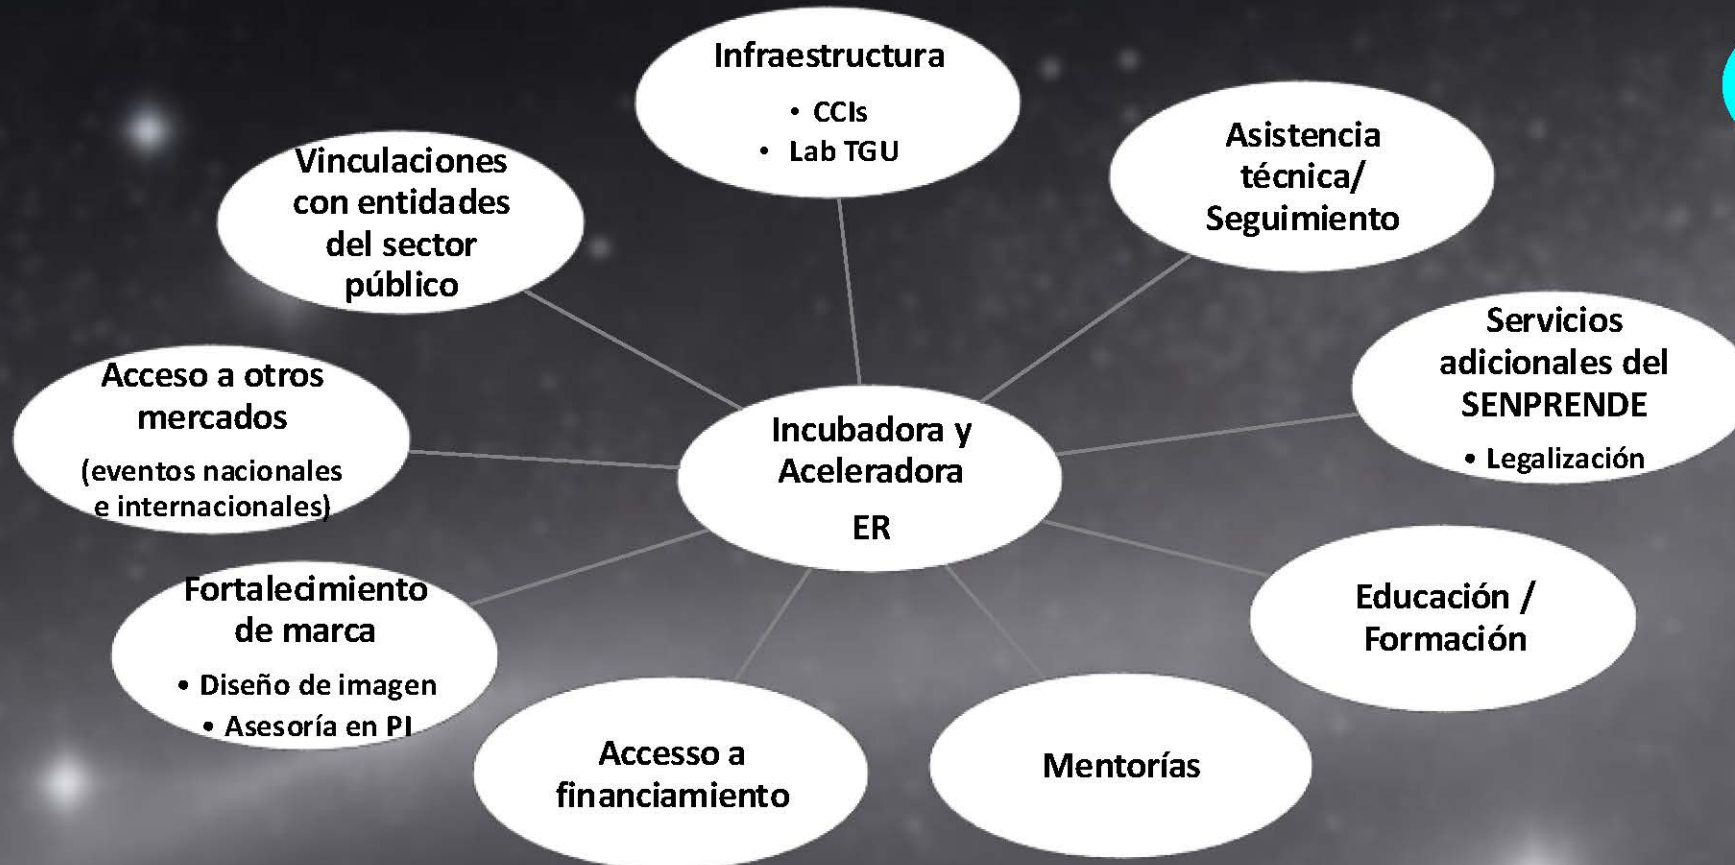 Infraestructura
• CCIs
• Lab TGU
Asistencia
técnica/
Seguimiento
Servicios
adicionales del
SENPRENDE
• Legalización
Educación /
Formación
Mentorías
Accesso a
financiamiento
Fortalecimiento
de marca
• Diseño de imagen
• Asesoría en PI
Acceso a otros
mercados
(eventos nacionales
e internacionales)
Vinculaciones
con entidades
del sector
público
Incubadora y
Aceleradora
ER